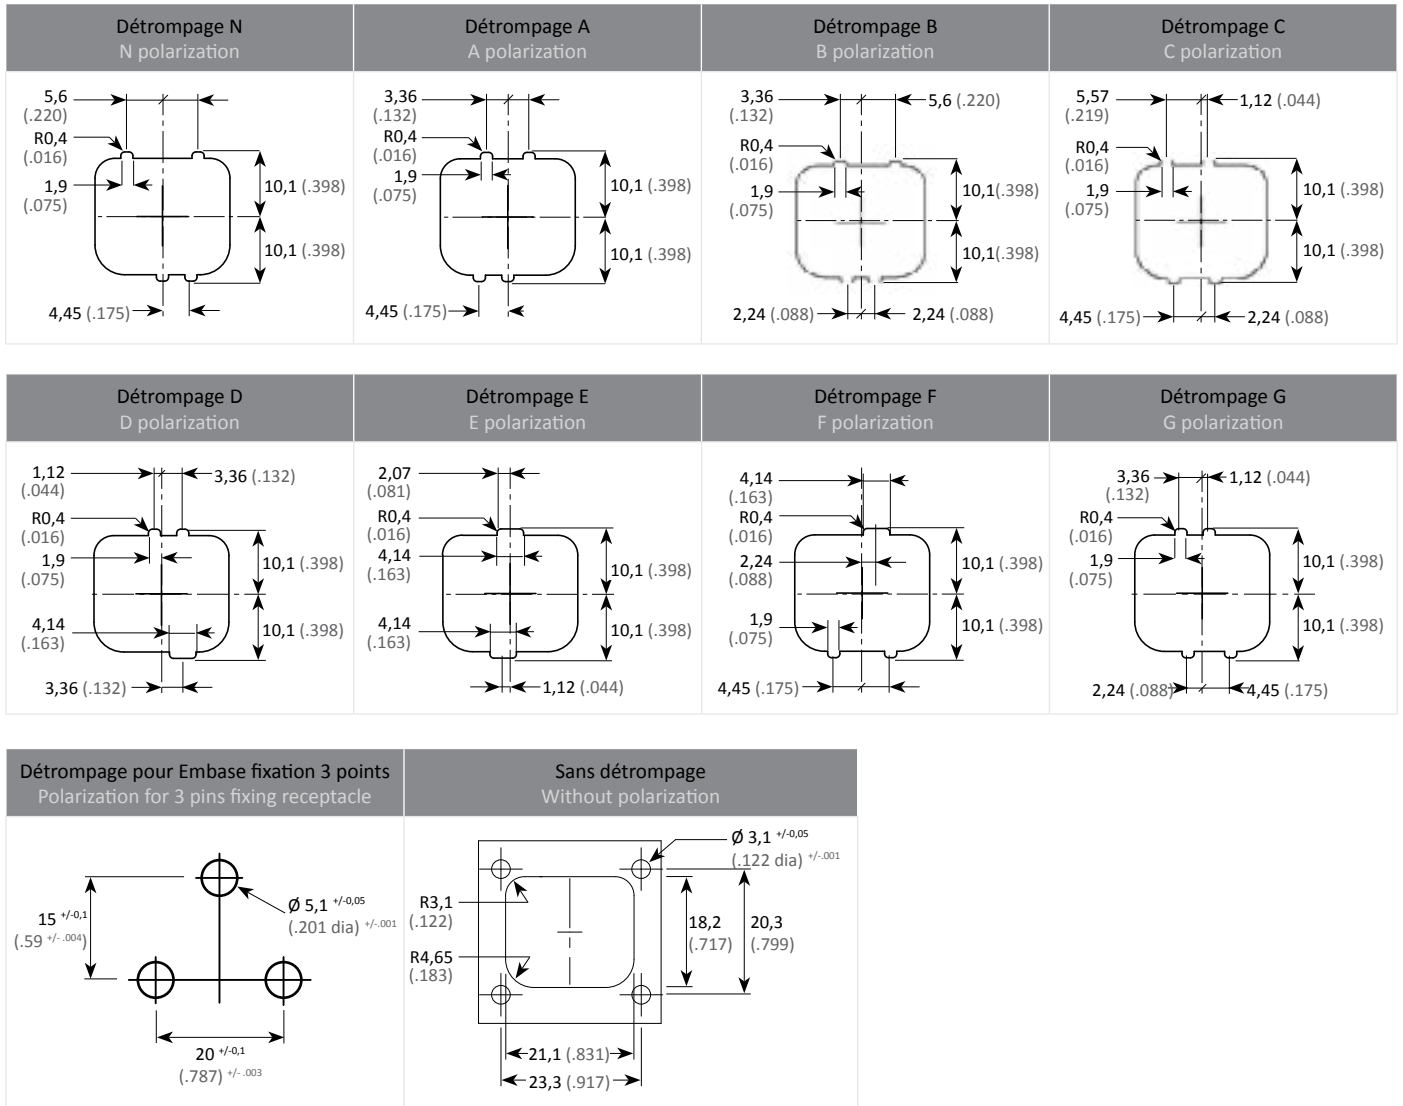 Détrompage N
N polarization
5,6
(.220)
R0,4
(.016)
1,9
(.075)
10,1 (.398)
10,1 (.398)
4,45 (.175)
Détrompage A
A polarization
3,36
(.132)
R0,4
(.016)
1,9
(.075)
10,1 (.398)
10,1 (.398)
4,45 (.175)
Détrompage B
B polarization
3,36
(.132)
5,6 (.220)
R0,4
(.016)
1,9
(.075)
10,1(.398)
10,1(.398)
2,24 (.088)
2,24 (.088)
Détrompage C
C polarization
5,57
(.219)
1,12 (.044)
R0,4
(.016)
1,9
(.075)
10,1 (.398)
10,1 (.398)
4,45 (.175)
2,24 (.088)
Détrompage D
D polarization
1,12
(.044)
3,36 (.132)
R0,4
(.016)
1,9
(.075)
10,1 (.398)
4,14
(.163)
10,1 (.398)
3,36 (.132)
Détrompage E
E polarization
2,07
(.081)
R0,4
(.016)
4,14
(.163)
10,1 (.398)
4,14
(.163)
10,1 (.398)
1,12 (.044)
Détrompage F
F polarization
4,14
(.163)
R0,4
(.016)
2,24
(.088)
10,1 (.398)
1,9
(.075)
10,1 (.398)
4,45 (.175)
Détrompage G
G polarization
3,36
(.132)
1,12 (.044)
R0,4
(.016)
1,9
(.075)
10,1 (.398)
10,1 (.398)
2,24 (.088)
4,45 (.175)
Détrompage pour Embase fixation 3 points
Polarization for 3 pins fixing receptacle
15 +/-0,1
(.59 +/- .004)
Ø 5,1 +/-0,05
(.201 dia) +/-.001
20 +/-0,1
(.787) +/- .003
Sans détrompage
Without polarization
Ø 3,1 +/-0,05
(.122 dia) +/-.001
R3,1
(.122)
18,2
(.717)
20,3
(.799)
R4,65
(.183)
21,1 (.831)
23,3 (.917)